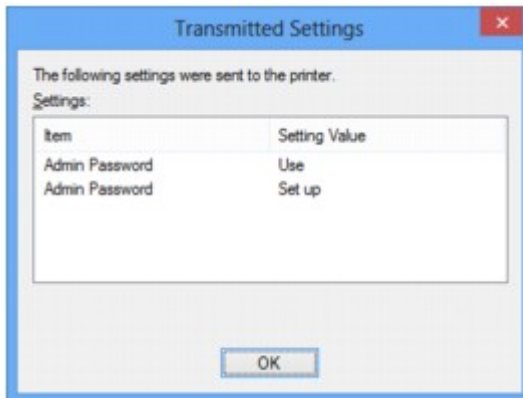 Transmitted Settings
The following settings were sent to the printer.
Settings:
Item Setting Value
Admin Password Use
Admin Password Set up
OK